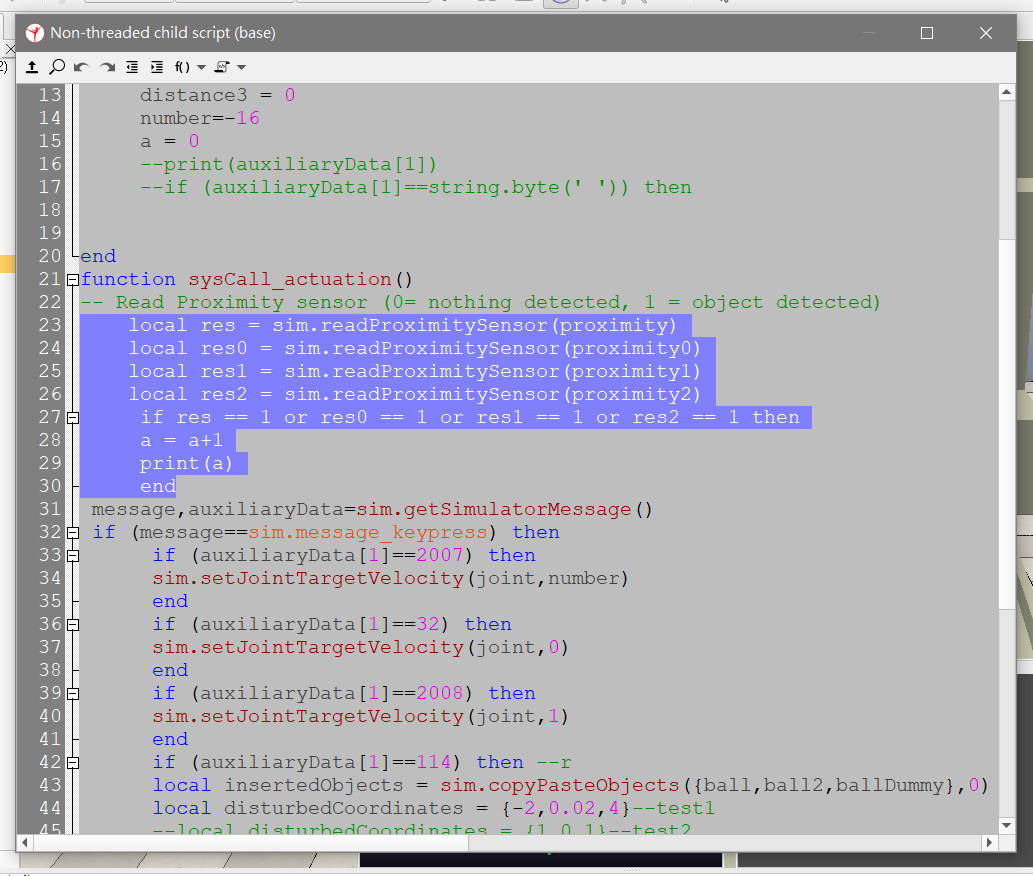 Non-threaded child script (base)
f()
2)
13 distance3 = 0
14 number=-16
15 a = 0
16 --print(auxiliaryData[1])
17 --if (auxiliaryData[1]==string.byte(' ')) then
18
19
20 end
21 function sysCall_actuation()
22 -- Read Proximity sensor (0= nothing detected, 1 = object detected)
23 local res = sim.readProximitySensor(proximity)
24 local res0 = sim.readProximitySensor(proximity0)
25 local res1 = sim.readProximitySensor(proximity1)
26 local res2 = sim.readProximitySensor(proximity2)
27 if res == 1 or res0 == 1 or res1 == 1 or res2 == 1 then
28 a = a+1
29 print(a)
30 end
31 message,auxiliaryData=sim.getSimulatorMessage()
32 if (message==sim.message_keypress) then
33 if (auxiliaryData[1]==2007) then
34 sim.setJointTargetVelocity(joint,number)
35 end
36 if (auxiliaryData[1]==32) then
37 sim.setJointTargetVelocity(joint,0)
38 end
39 if (auxiliaryData[1]==2008) then
40 sim.setJointTargetVelocity(joint,1)
41 end
42 if (auxiliaryData[1]==114) then --r
43 local insertedObjects = sim.copyPasteObjects({ball,ball2,ballDummy},0)
44 local disturbedCoordinates = {-2,0.02,4}--test1
45 --local disturbedCoordinates = {1,0,1}--test2